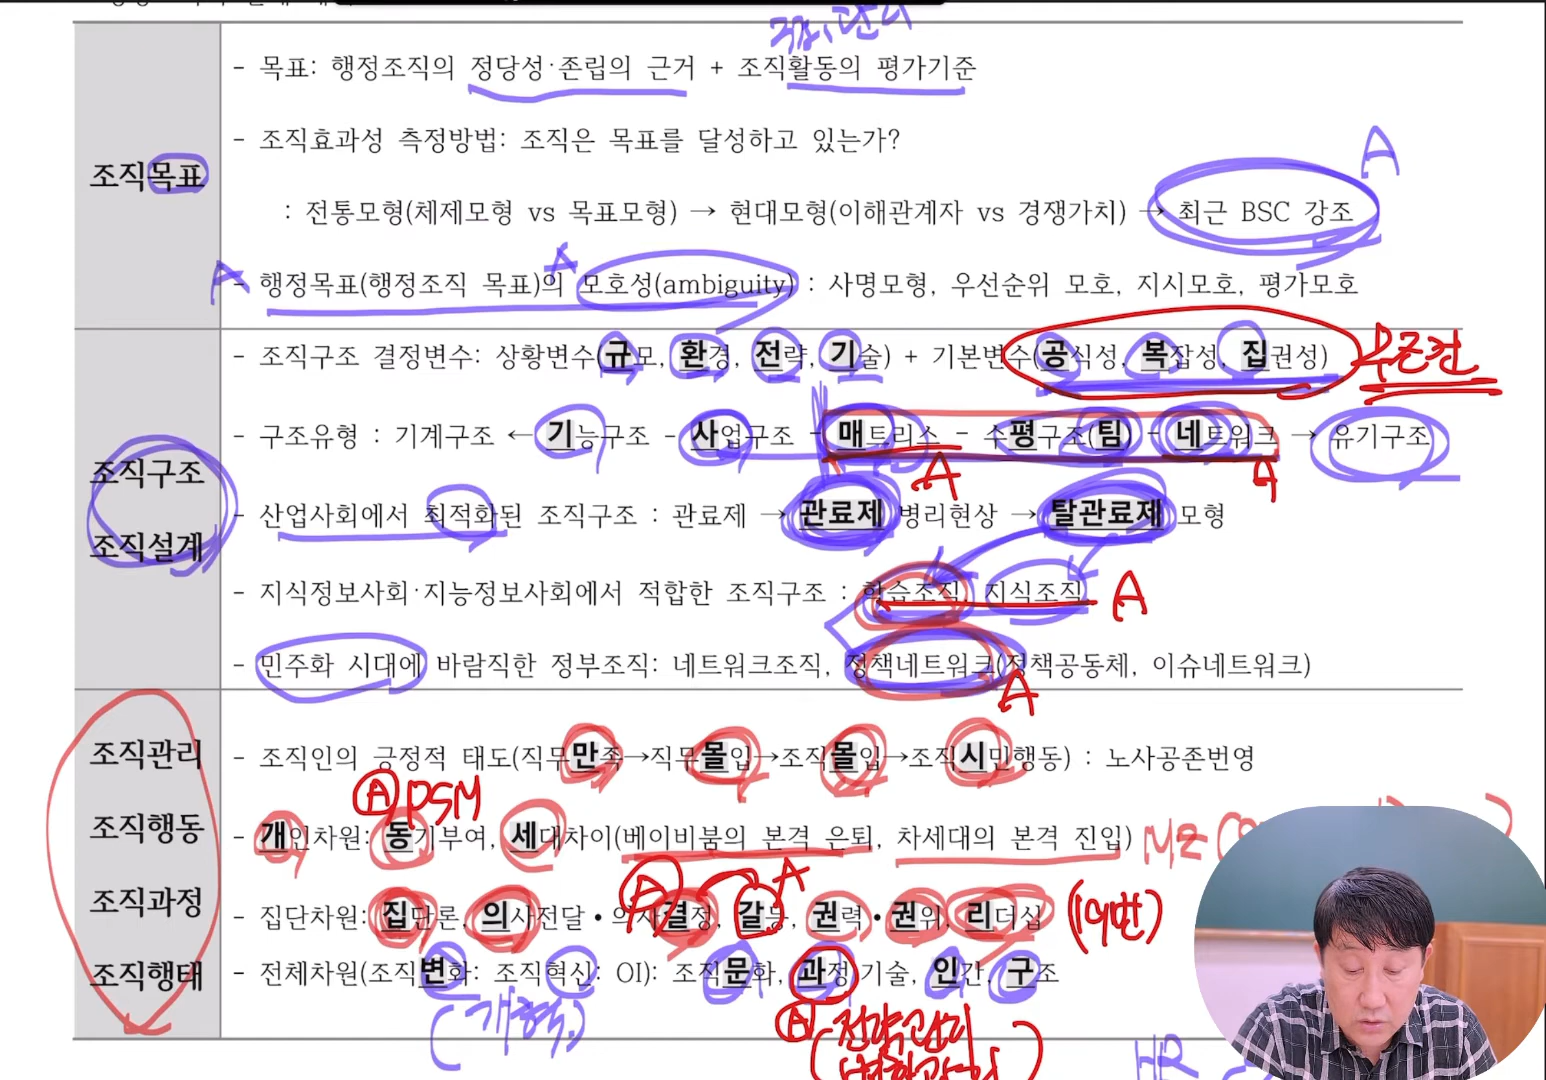 관리
- 목표: 행정조직의 정당성·존립의 근거 + 조직활동의 평가기준
- 조직효과성 측정방법: 조직은 목표를 달성하고 있는가?
A
조직목표
: 전통모형(체제모형 vs 목표모형) → 현대모형(이해관계자 vs 경쟁가치) → 최근 BSC 강조
A A
- 행정목표(행정조직 목표)의 모호성(ambiguity) : 사명모형, 우선순위 모호, 지시모호, 평가모호
- 조직구조 결정변수: 상황변수(규모, 환경, 전략, 기술) + 기본변수(공식성, 복잡성, 집권성) 무조건
- 구조유형 : 기계구조 ← 기능구조 - 사업구조 - 매트리스 - 수평구조(팀) - 네트워크 → 유기구조
조직구조
A A
- 산업사회에서 최적화된 조직구조 : 관료제 → 관료제 병리현상 → 탈관료제 모형
조직설계
- 지식정보사회·지능정보사회에서 적합한 조직구조 : 학습조직, 지식조직 A
- 민주화 시대에 바람직한 정부조직: 네트워크조직, 정책네트워크(정책공동체, 이슈네트워크)
A
조직관리
- 조직인의 긍정적 태도(직무만족→직무몰입→조직몰입→조직시민행동) : 노사공존번영
A PSM
조직행동
- 개인차원: 동기부여, 세대차이(베이비붐의 본격 은퇴, 차세대의 본격 진입) MZ
A A
조직과정
- 집단차원: 집단론, 의사전달·의사결정, 갈등, 권력·권위, 리더십
조직행태
- 전체차원(조직변화: 조직혁신: OI): 조직문화, 과정·기술, 인간, 구조
(개혁)
A (전략관리